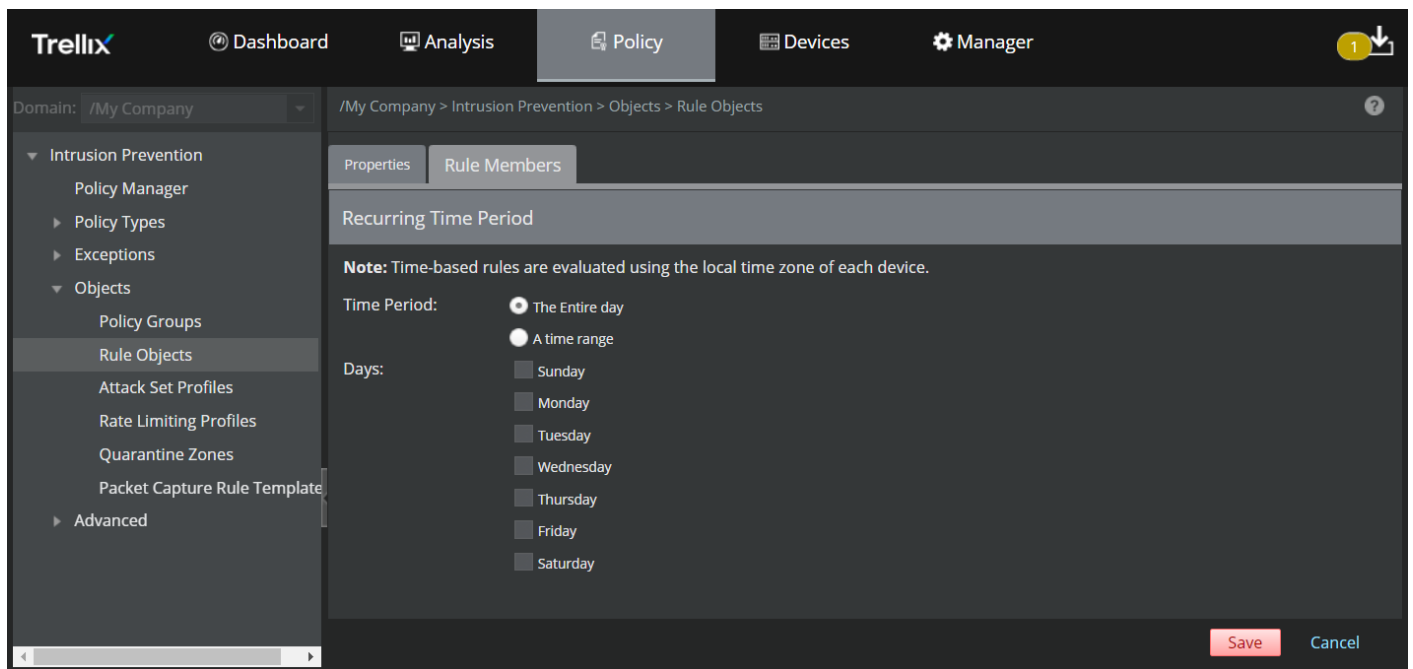 Trellix
Dashboard
Analysis
Policy
Devices
Manager
1
Domain: /My Company
/My Company > Intrusion Prevention > Objects > Rule Objects
?
Intrusion Prevention
Policy Manager
Policy Types
Exceptions
Objects
Policy Groups
Rule Objects
Attack Set Profiles
Rate Limiting Profiles
Quarantine Zones
Packet Capture Rule Template
Advanced
Properties
Rule Members
Recurring Time Period
Note: Time-based rules are evaluated using the local time zone of each device.
Time Period:
The Entire day
A time range
Days:
Sunday
Monday
Tuesday
Wednesday
Thursday
Friday
Saturday
Save
Cancel